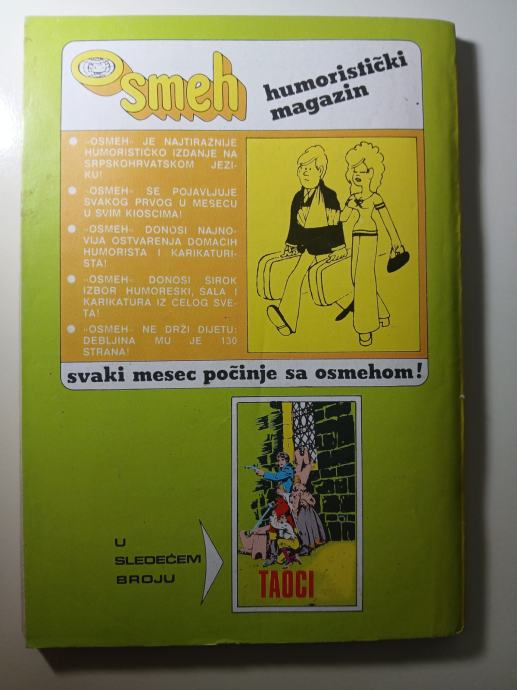 Osmeh
humoristički
magazin
«OSMEH» JE NAJTIRAŽNIJE
HUMORISTIČKO IZDANJE NA
SRPSKOHRVATSKOM JEZI-
KU!
«OSMEH» SE POJAVLJUJE
SVAKOG PRVOG U MESECU
U SVIM KIOSCIMA!
«OSMEH» DONOSI NAJNO-
VIJA OSTVARENJA DOMAĆIH
HUMORISTA I KARIKATURI-
STA!
«OSMEH» DONOSI ŠIROK
IZBOR HUMORESKI, ŠALA I
KARIKATURA IZ CELOG SVE-
TA!
«OSMEH» NE DRŽI DIJETU:
DEBLJINA MU JE 130
STRANA!
svaki mesec počinje sa osmehom!
U
SLEDEĆEM
BROJU
TAOCI